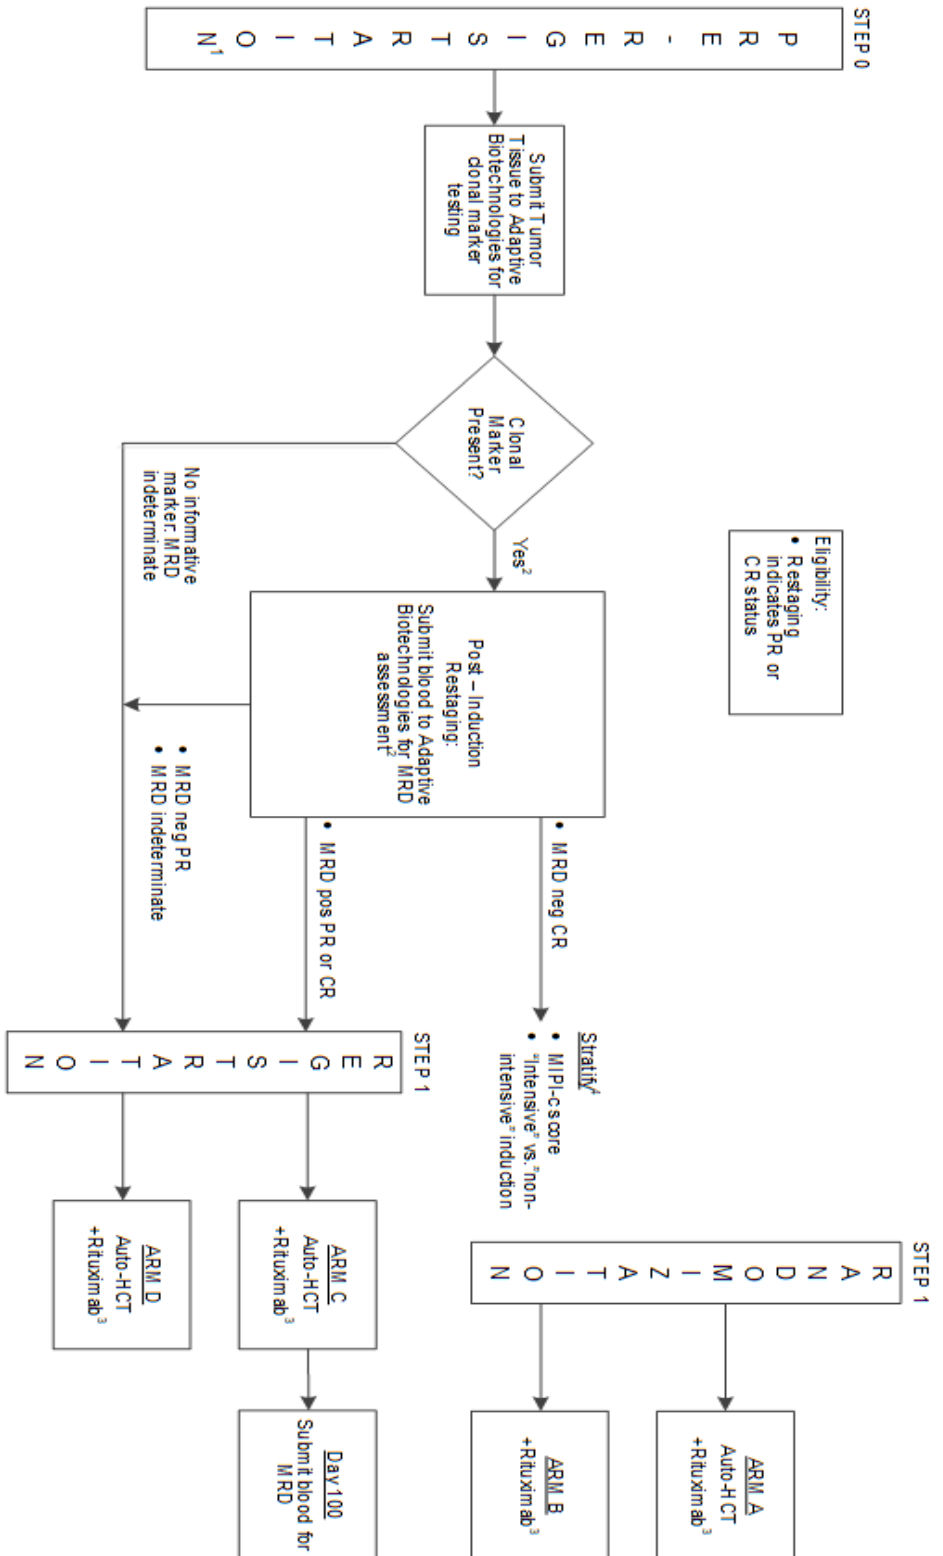 STEP 0
P R E - R E G I S T R A T I O N¹
Submit Tumor
Tissue to Adaptive
Biotechnologies for
clonal marker
testing
Clonal
Marker
Present?
Yes²
No informative
marker. MRD
indeterminate
Eligibility:
• Restaging
indicates PR or
CR status
Post – Induction
Restaging:
Submit blood to Adaptive
Biotechnologies for MRD
assessment²
• MRD neg CR
• MRD pos PR or CR
• MRD neg PR
• MRD indeterminate
Stratify⁴
• MIPI-c score
• "Intensive" vs. "non-
intensive" induction
STEP 1
R A N D O M I Z A T I O N
STEP 1
R E G I S T R A T I O N
ARM A
Auto-HCT
+Rituximab³
ARM B
+Rituximab³
ARM C
Auto-HCT
+Rituximab³
Day 100
Submit blood for
MRD
ARM D
Auto-HCT
+Rituximab³